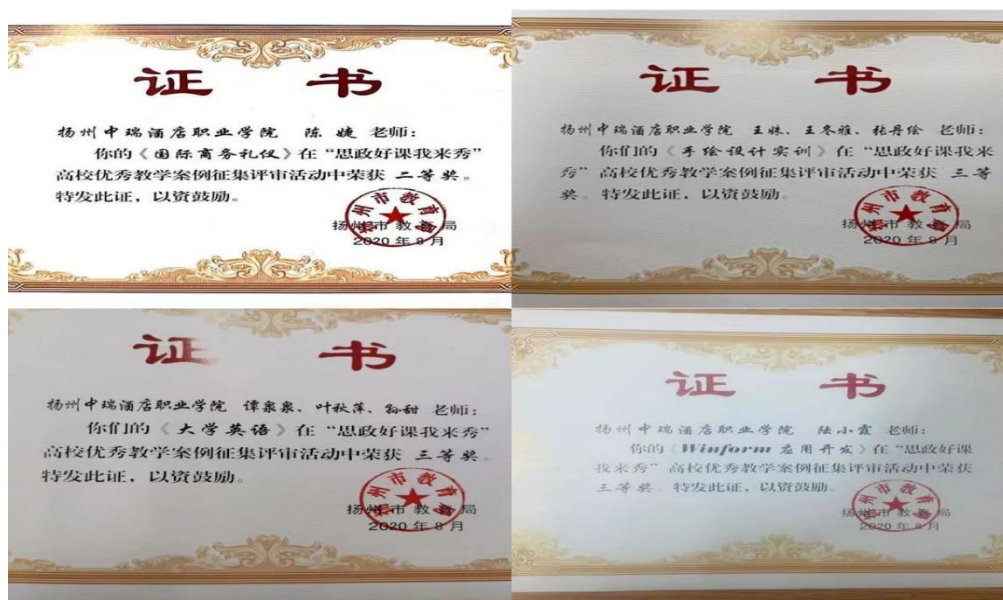 证 书
扬州中瑞酒店职业学院 陈 婕 老师:
你的《国际商务礼仪》在“思政好课我来秀”
高校优秀教学案例征集评审活动中荣获 二等奖。
特发此证,以资鼓励。
扬州市教育局
2020年8月
证 书
扬州中瑞酒店职业学院 王姝、王冬雅、张丹绘 老师:
你们的《手绘设计实训》在“思政好课我来
秀”高校优秀教学案例征集评审活动中荣获 三等
奖。特发此证,以资鼓励。
扬州市教育局
2020年8月
证 书
扬州中瑞酒店职业学院 谭泉泉、叶秋萍、孙甜 老师:
你们的《大学英语》在“思政好课我来秀”
高校优秀教学案例征集评审活动中荣获 三等奖。
特发此证,以资鼓励。
扬州市教育局
2020年8月
证 书
扬州中瑞酒店职业学院 陆小霞 老师:
你的《Winform 应用开发》在“思政好课
我来秀”高校优秀教学案例征集评审活动中荣获
三等奖。特发此证,以资鼓励。
扬州市教育局
2020年8月